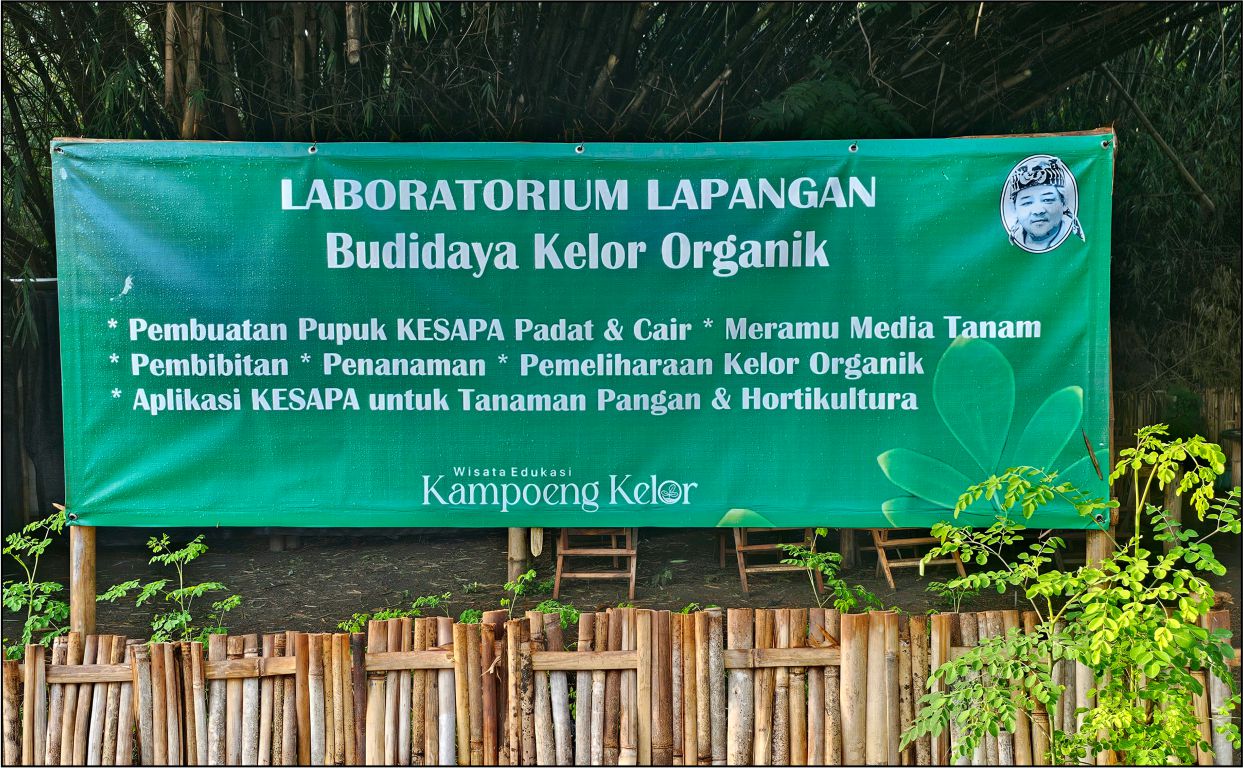 LABORATORIUM LAPANGAN
Budidaya Kelor Organik
* Pembuatan Pupuk KESAPA Padat & Cair * Meramu Media Tanam
* Pembibitan * Penanaman * Pemeliharaan Kelor Organik
* Aplikasi KESAPA untuk Tanaman Pangan & Hortikultura
Wisata Edukasi
Kampoeng Kelor